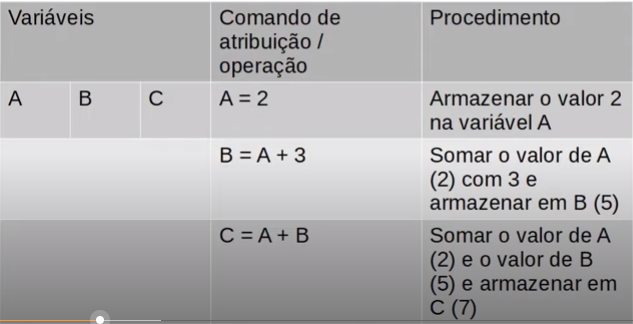 Variáveis
Comando de
atribuição /
operação
Procedimento
A B C
A = 2
Armazenar o valor 2
na variável A
B = A + 3
Somar o valor de A
(2) com 3 e
armazenar em B (5)
C = A + B
Somar o valor de A
(2) e o valor de B
(5) e armazenar em
C (7)